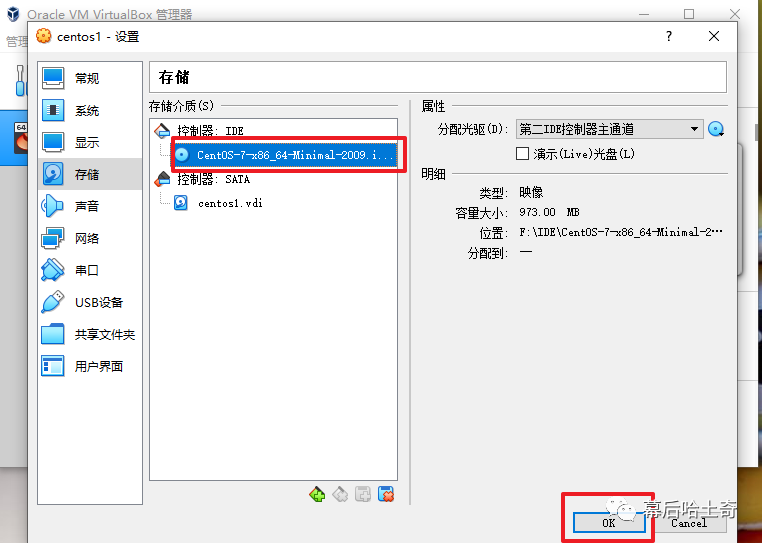 Oracle VM VirtualBox 管理器
管理
centos1 - 设置
?
常规
系统
显示
存储
声音
网络
串口
USB设备
共享文件夹
用户界面
64
存储
存储介质(S)
控制器: IDE
CentOS-7-x86_64-Minimal-2009.i...
控制器: SATA
centos1.vdi
属性
分配光驱(D): 第二IDE控制器主通道
演示(Live)光盘(L)
明细
类型: 映像
容量大小: 973.00 MB
位置: F:\IDE\CentOS-7-x86_64-Minimal-2...
分配到: —
OK
Cancel
幕后哈士奇